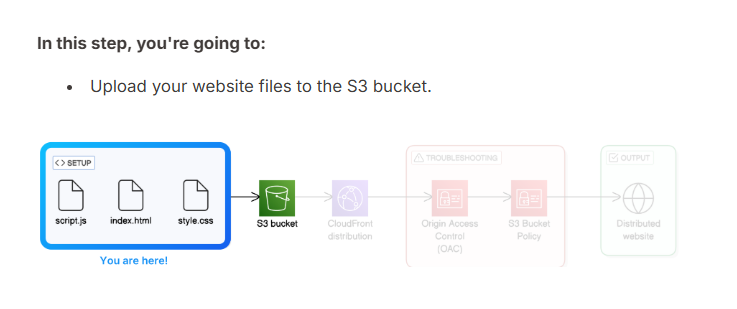 In this step, you're going to:
• Upload your website files to the S3 bucket.
<> SETUP
script.js
index.html
style.css
You are here!
S3 bucket
CloudFront
distribution
TROUBLESHOOTING
Origin Access
Control
(OAC)
S3 Bucket
Policy
OUTPUT
Distributed
website